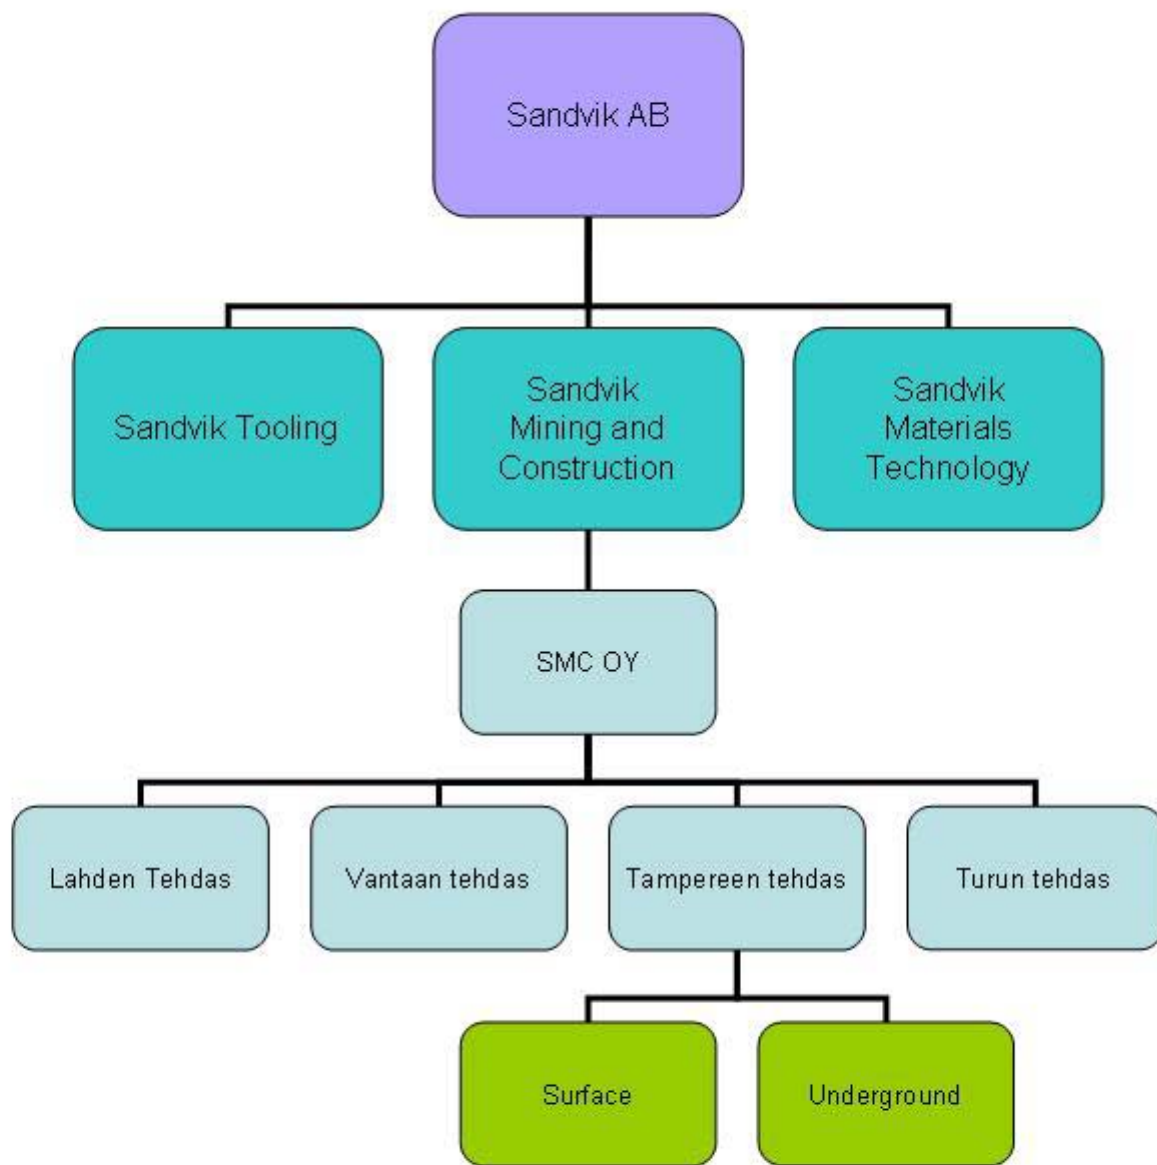 Sandvik AB
Sandvik Tooling
Sandvik
Mining and
Construction
Sandvik
Materials
Technology
SMC OY
Lahden Tehdas
Vantaan tehdas
Tampereen tehdas
Turun tehdas
Surface
Underground